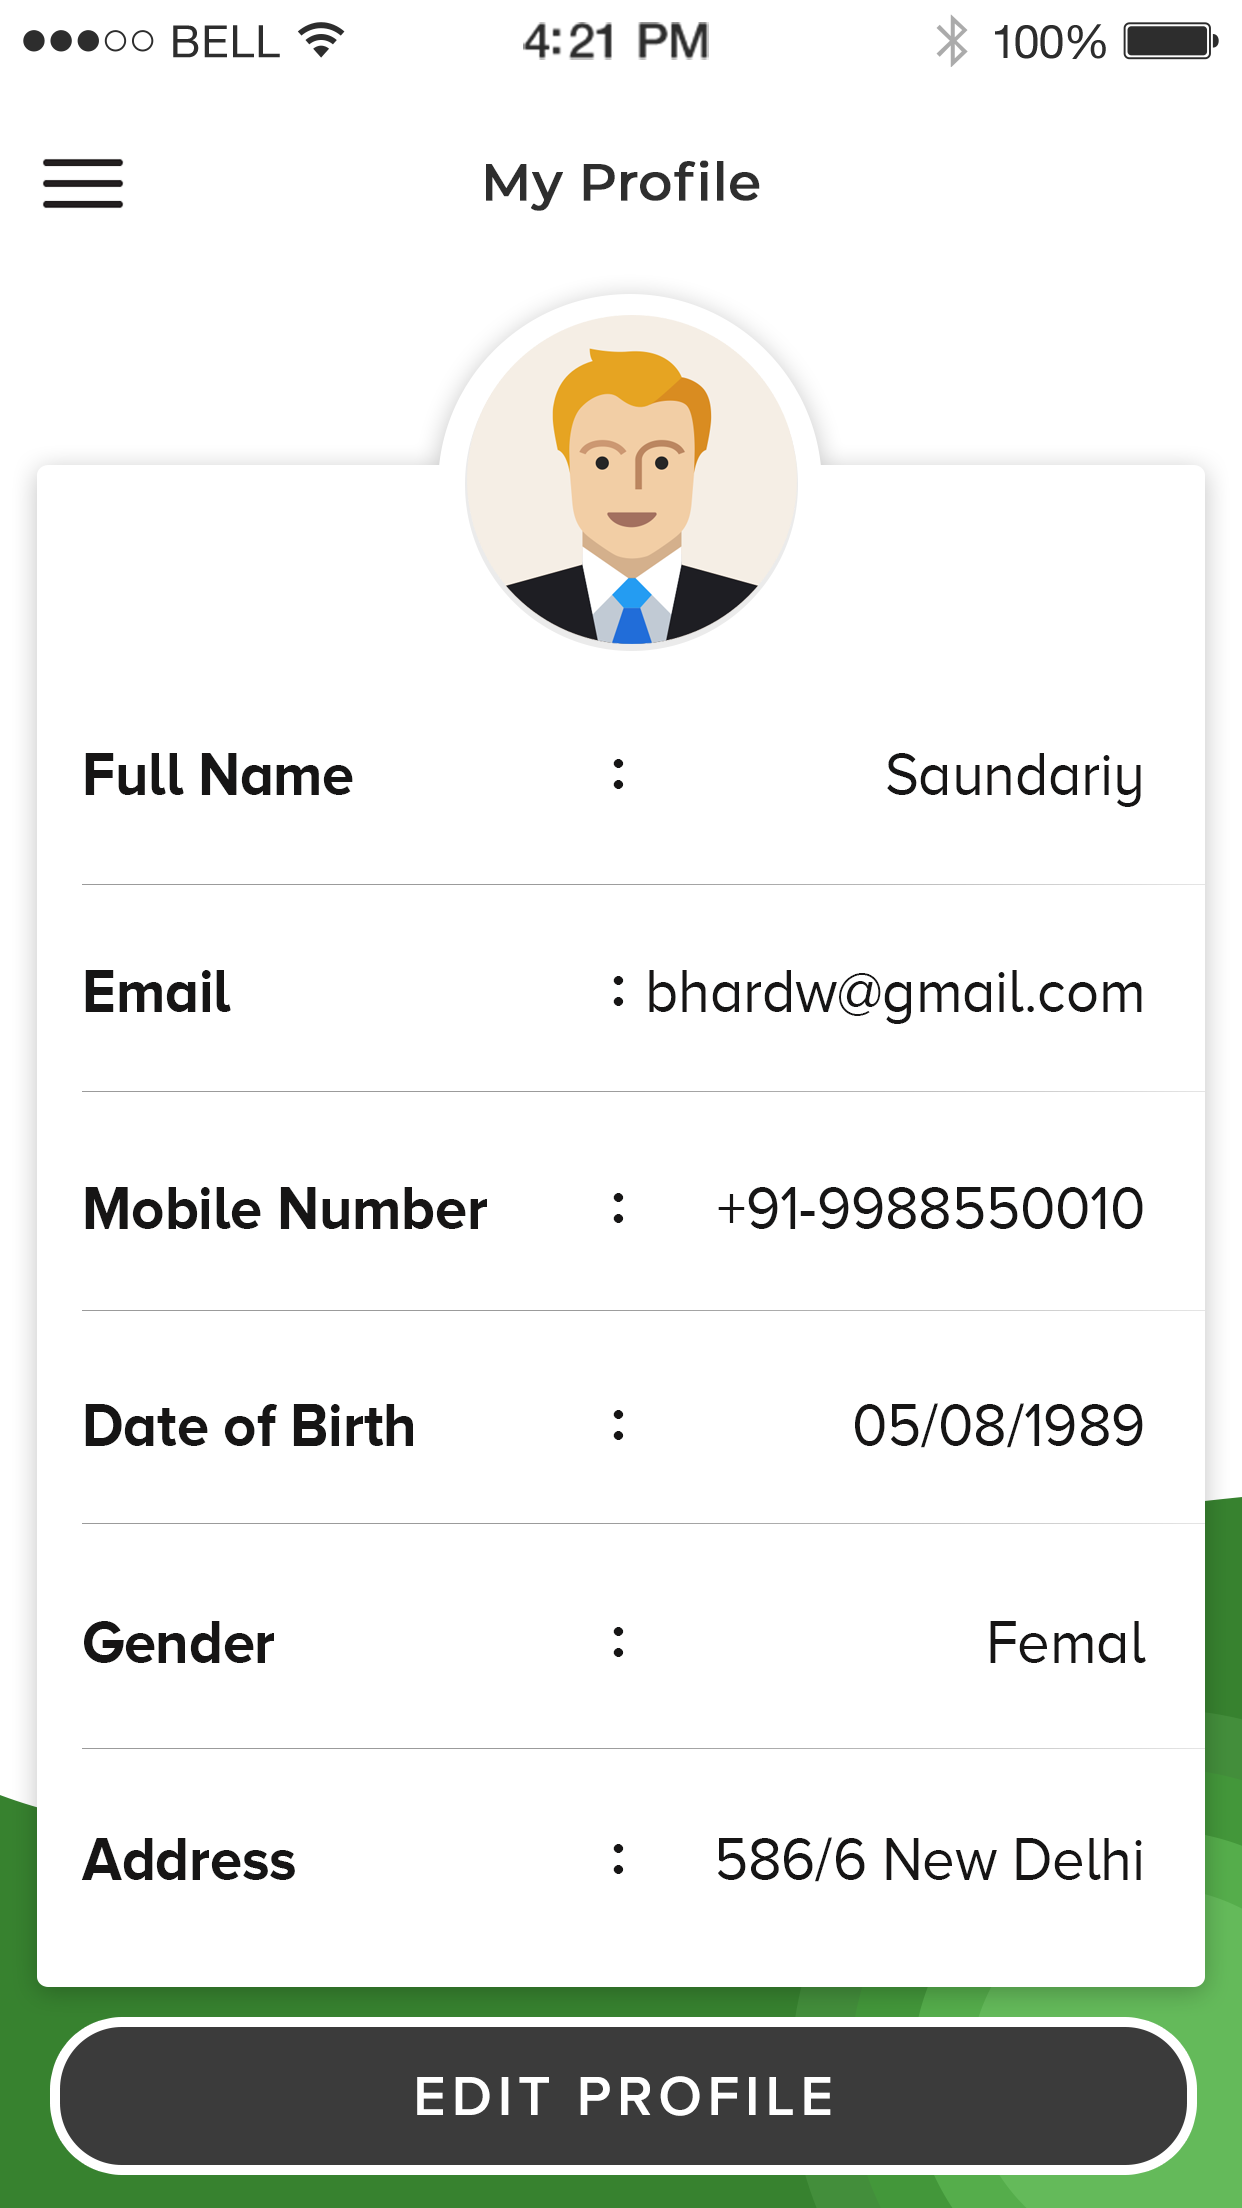 BELL 4:21 PM 100%
My Profile
Full Name : Saundariy
Email : bhardw@gmail.com
Mobile Number : +91-9988550010
Date of Birth : 05/08/1989
Gender : Femal
Address : 586/6 New Delhi
EDIT PROFILE